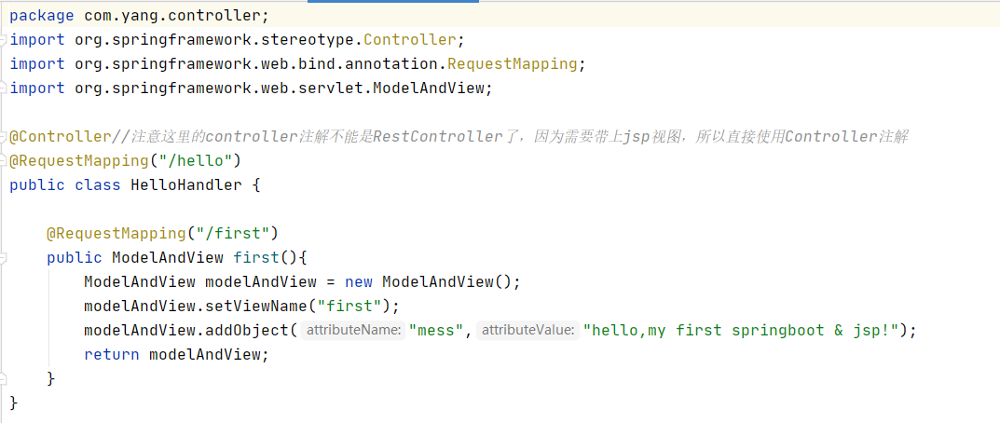 package com.yang.controller;
import org.springframework.stereotype.Controller;
import org.springframework.web.bind.annotation.RequestMapping;
import org.springframework.web.servlet.ModelAndView;
@Controller//注意这里的controller注解不能是RestController了，因为需要带上jsp视图，所以直接使用Controller注解
@RequestMapping("/hello")
public class HelloHandler {
@RequestMapping("/first")
public ModelAndView first(){
ModelAndView modelAndView = new ModelAndView();
modelAndView.setViewName("first");
modelAndView.addObject( attributeName: "mess", attributeValue: "hello,my first springboot & jsp!");
return modelAndView;
}
}